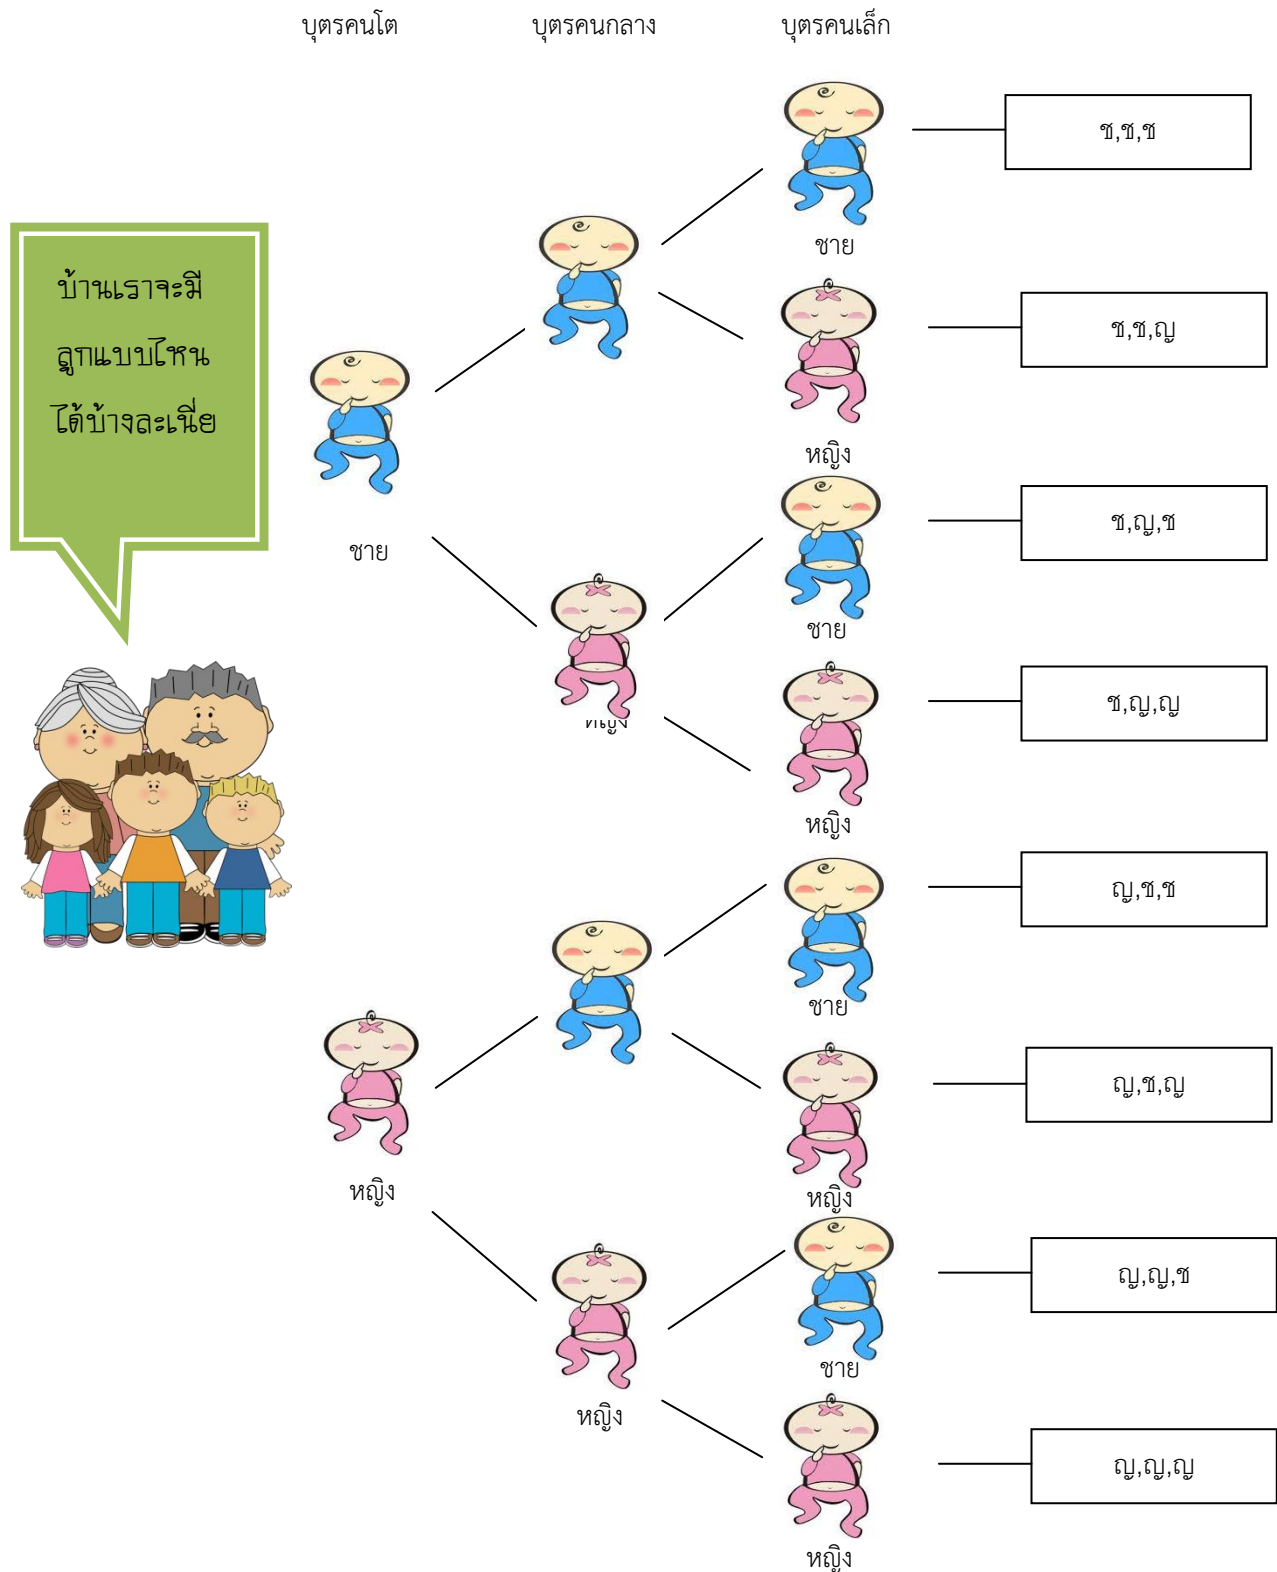 บุตรคนโต บุตรคนกลาง บุตรคนเล็ก
ช,ช,ช
ชาย
บ้านเราจะมี
ลูกแบบไหน
ได้บ้างละเนี่ย
ช,ช,ญ
หญิง
ช,ญ,ช
ชาย
ชาย
ช,ญ,ญ
หญิง
หญิง
ญ,ช,ช
ชาย
ญ,ช,ญ
หญิง
หญิง
ญ,ญ,ช
ชาย
หญิง
ญ,ญ,ญ
หญิง